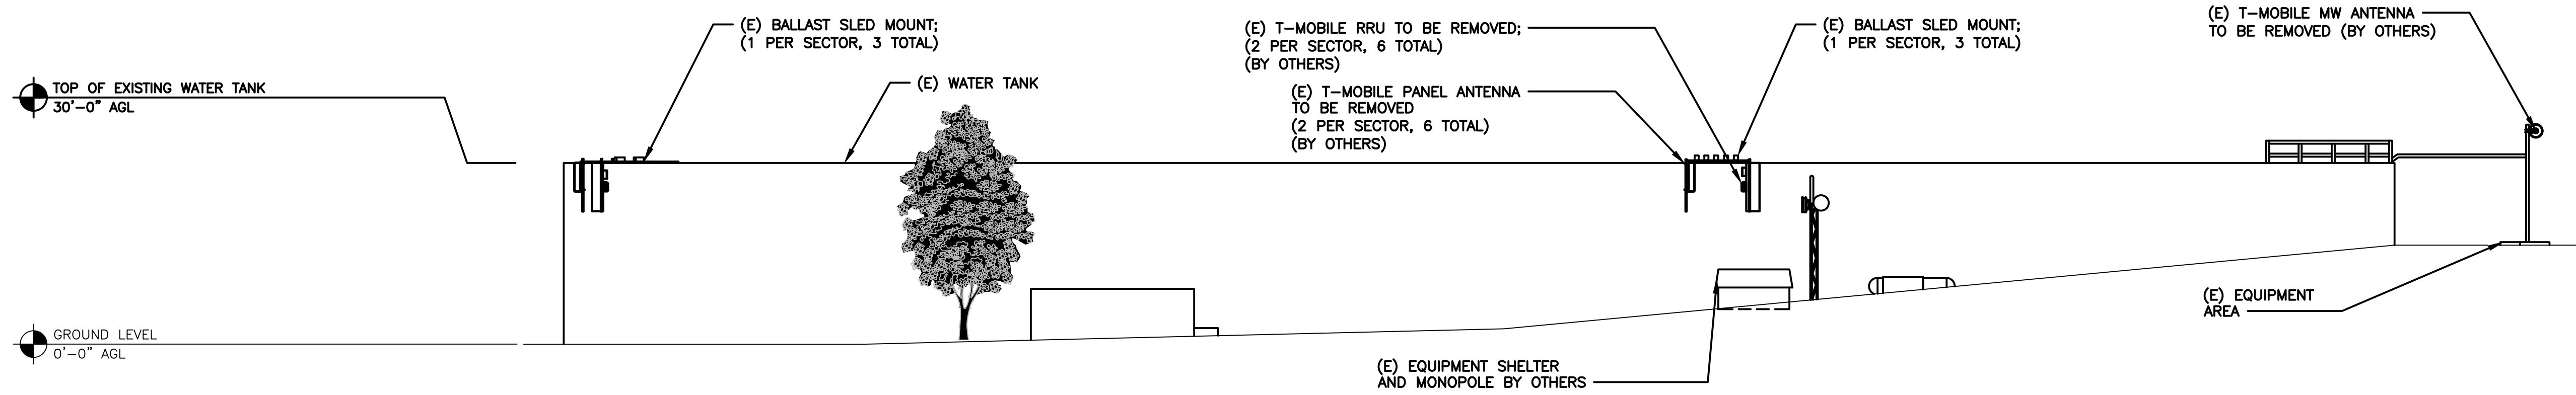 (E) BALLAST SLED MOUNT;
(1 PER SECTOR, 3 TOTAL)
(E) T-MOBILE RRU TO BE REMOVED;
(2 PER SECTOR, 6 TOTAL)
(BY OTHERS)
(E) BALLAST SLED MOUNT;
(1 PER SECTOR, 3 TOTAL)
(E) T-MOBILE MW ANTENNA
TO BE REMOVED (BY OTHERS)
TOP OF EXISTING WATER TANK
30'-0" AGL
(E) WATER TANK
(E) T-MOBILE PANEL ANTENNA
TO BE REMOVED
(2 PER SECTOR, 6 TOTAL)
(BY OTHERS)
(E) EQUIPMENT
AREA
GROUND LEVEL
0'-0" AGL
(E) EQUIPMENT SHELTER
AND MONOPOLE BY OTHERS